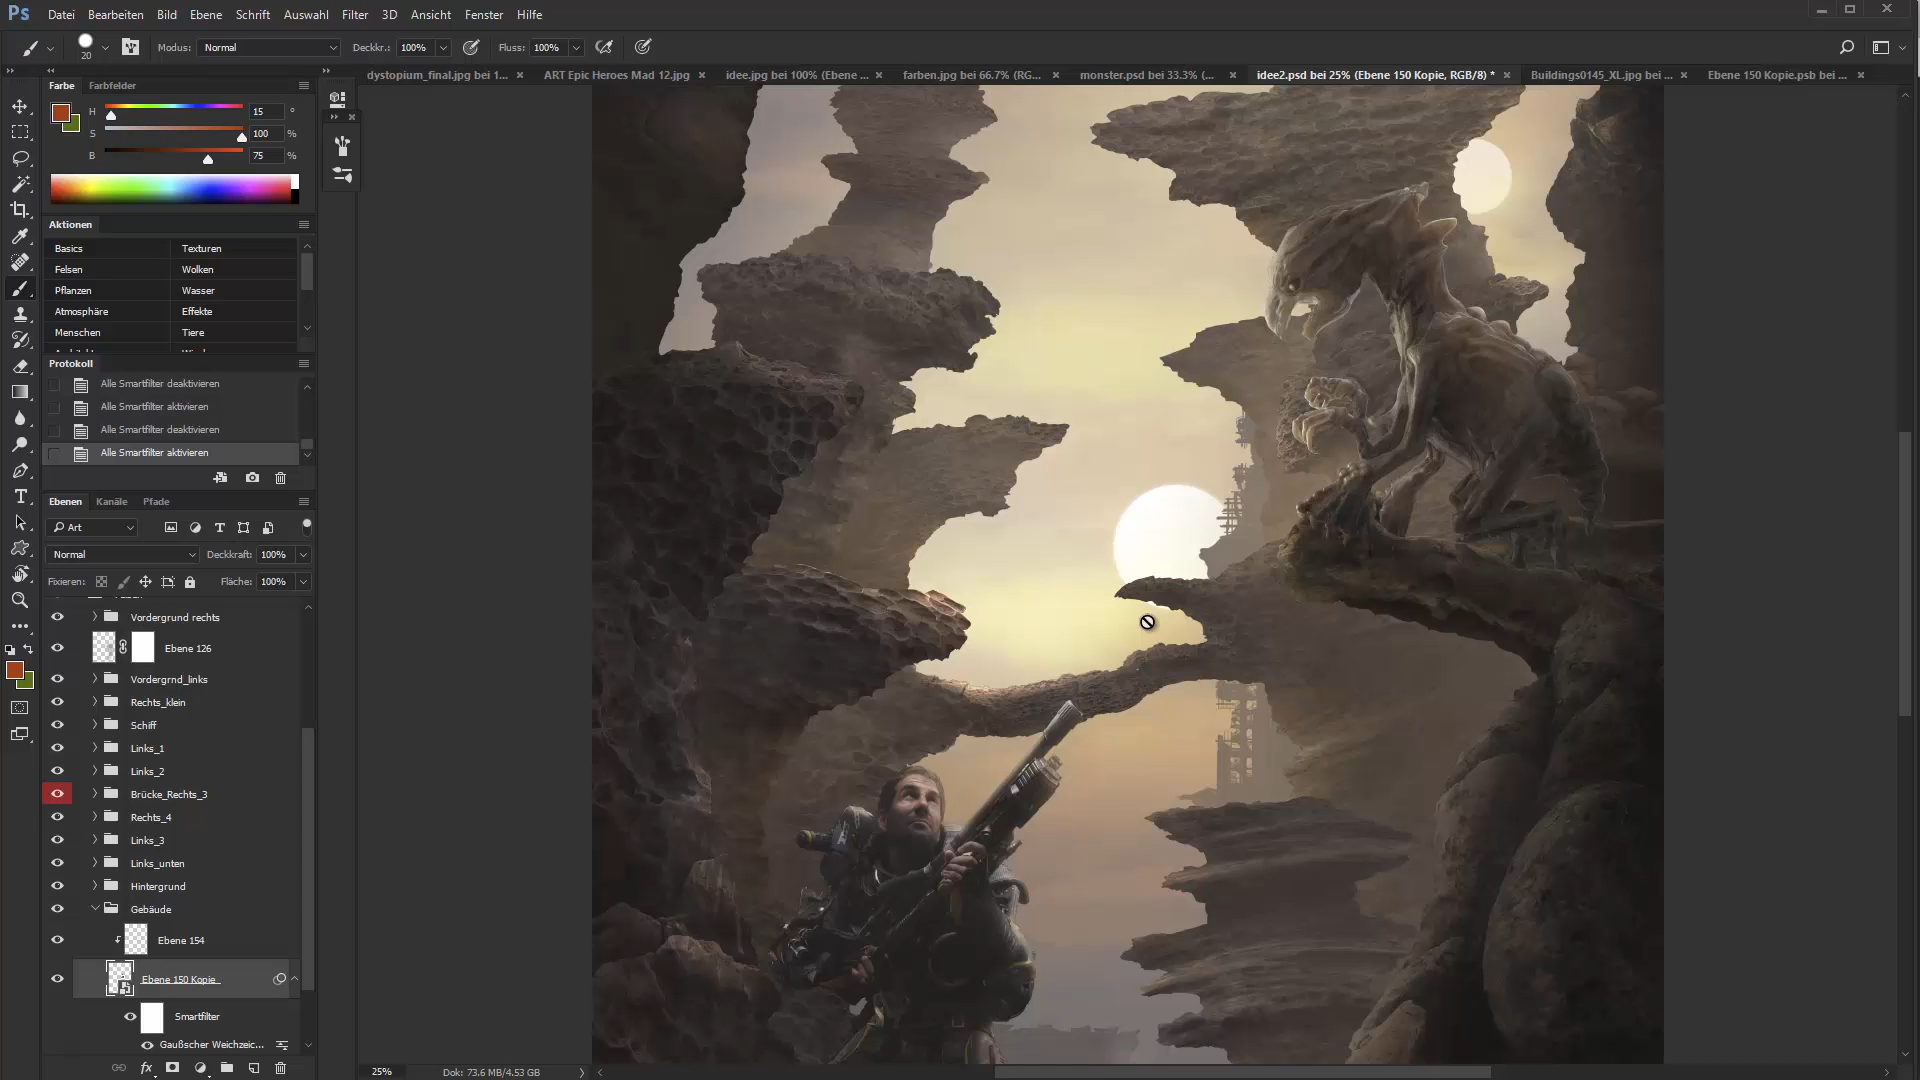 Ps Datei Bearbeiten Bild Ebene Schrift Auswahl Filter 3D Ansicht Fenster Hilfe
20 Modus: Normal Deckkr.: 100% Fluss: 100%
dystopium_final.jpg bei 1... ART Epic Heroes Mad 12.jpg idee.jpg bei 100% (Ebene ... farben.jpg bei 66.7% (RG... monster.psd bei 33.3% (... idee2.psd bei 25% (Ebene 150 Kopie, RGB/8) * Buildings0145_XL.jpg bei ... Ebene 150 Kopie.psb bei ...
Farbe Farbfelder
H 15 °
S 100 %
B 75 %
Aktionen
Basics Texturen
Felsen Wolken
Pflanzen Wasser
Atmosphäre Effekte
Menschen Tiere
Protokoll
Alle Smartfilter deaktivieren
Alle Smartfilter aktivieren
Alle Smartfilter deaktivieren
Alle Smartfilter aktivieren
Ebenen Kanäle Pfade
Art
Normal Deckkraft: 100%
Fixieren: Fläche: 100%
Vordergrund rechts
Ebene 126
Vordergrnd_links
Rechts_klein
Schiff
Links_1
Links_2
Brücke_Rechts_3
Rechts_4
Links_3
Links_unten
Hintergrund
Gebäude
Ebene 154
Ebene 150 Kopie
Smartfilter
Gaußscher Weichzeic...
fx
25% Dok: 73.6 MB/4.53 GB